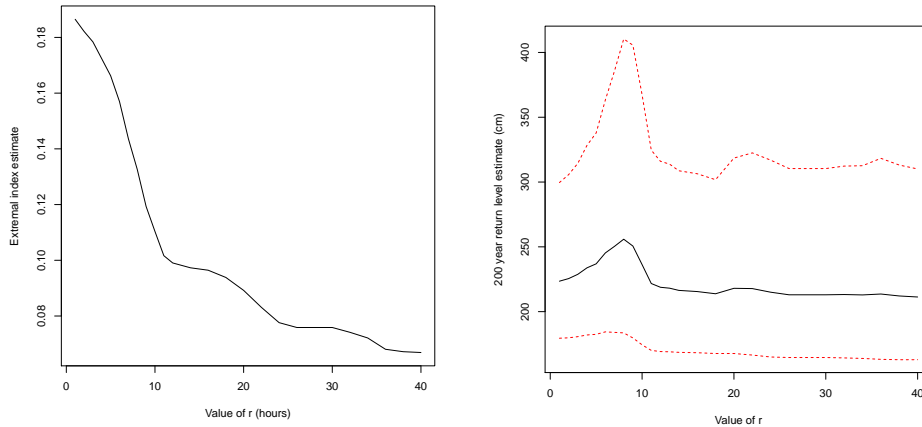 Extremal index estimate
0.18
0.16
0.14
0.12
0.10
0.08
0 10 20 30 40
Value of r (hours)
200 year return level estimate (cm)
400
350
300
250
200
0 10 20 30 40
Value of r